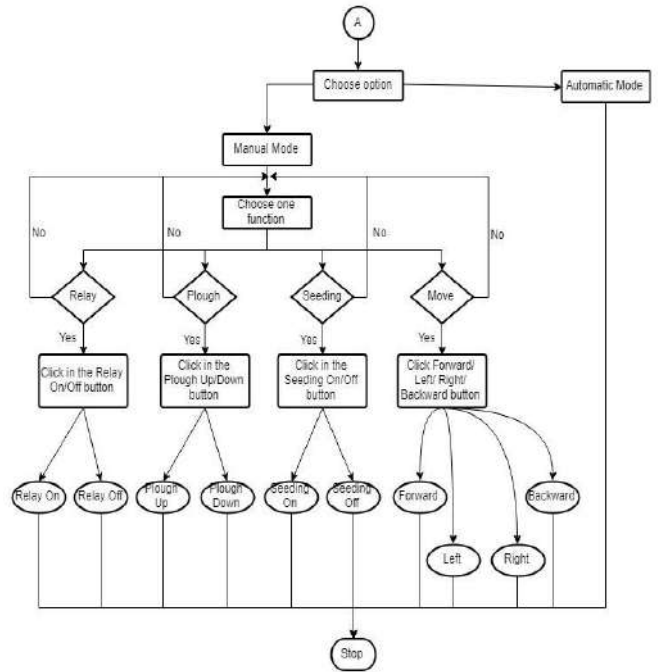 A
Choose option
Automatic Mode
Manual Mode
Choose one
function
No
No
No
No
Relay
Plough
Seeding
Move
Yes
Yes
Yes
Yes
Click in the Relay
On/Off button
Click in the
Plough Up/Down
button
Click in the
Seeding On/Off
button
Click Forward/
Left/ Right/
Backward button
Relay On
Relay Off
Plough
Up
Plough
Down
Seeding
On
Seeding
Off
Forward
Backward
Left
Right
Stop